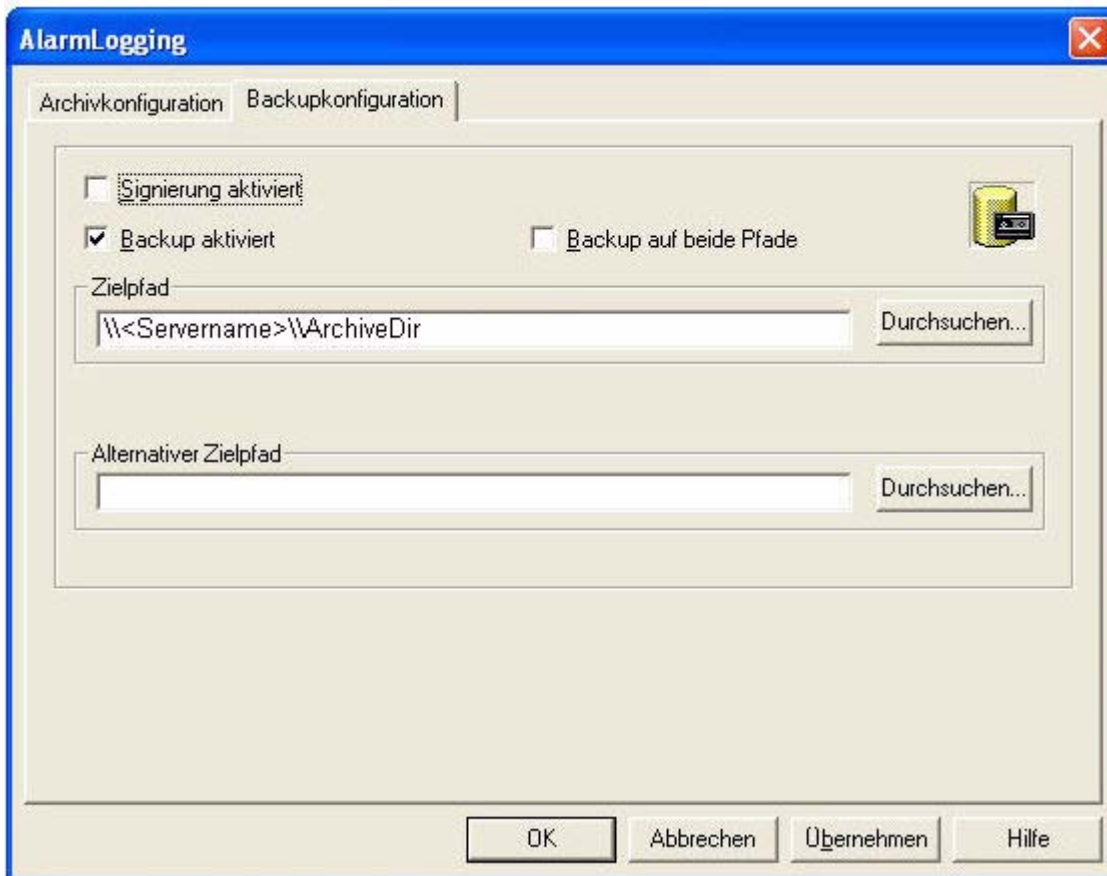 AlarmLogging
Archivkonfiguration Backupkonfiguration
Signierung aktiviert
Backup aktiviert Backup auf beide Pfade
Zielpfad
\\<Servername>\\ArchiveDir Durchsuchen...
Alternativer Zielpfad
Durchsuchen...
OK Abbrechen Übernehmen Hilfe